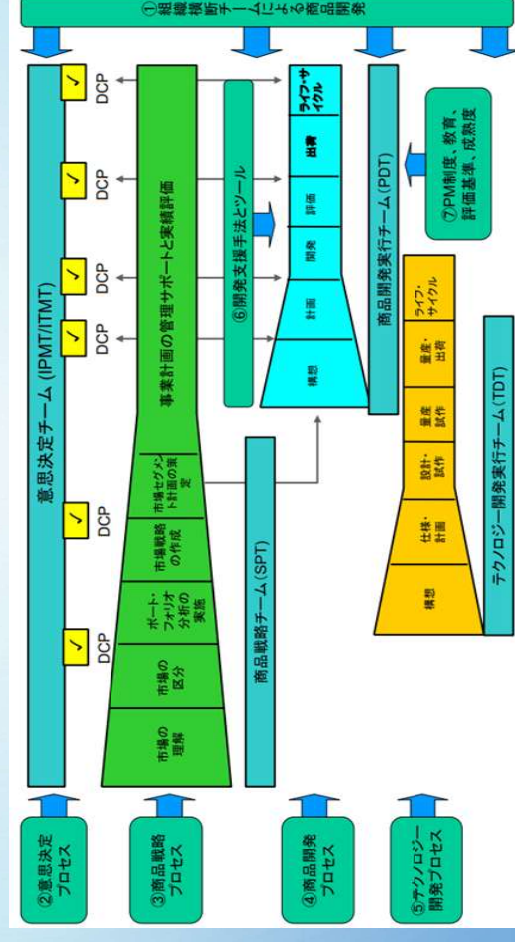 ①組織横断チームによる商品開発
②意思決定
プロセス
意思決定チーム (IPMT/ITMT)
✓
DCP
✓
DCP
✓
DCP
✓
DCP
✓
DCP
✓
DCP
③商品戦略
プロセス
市場の
理解
市場の
区分
ポート・
フォリオ
分析の実
施
市場戦略
の作成
市場セグメン
ト計画の策
定
事業計画の管理サポートと実績評価
商品戦略チーム(SPT)
⑥開発支援手法とツール
④商品開発
プロセス
構想
計画
開発
評価
出荷
ライフ・サ
イクル
商品開発実行チーム(PDT)
⑦PM制度、教育、
評価基準、成熟度
⑤テクノロジー
開発プロセス
構想
仕様・
計画
設計・
試作
量産
試作
量産・
出荷
ライフ・
サイクル
テクノロジー開発実行チーム(TDT)